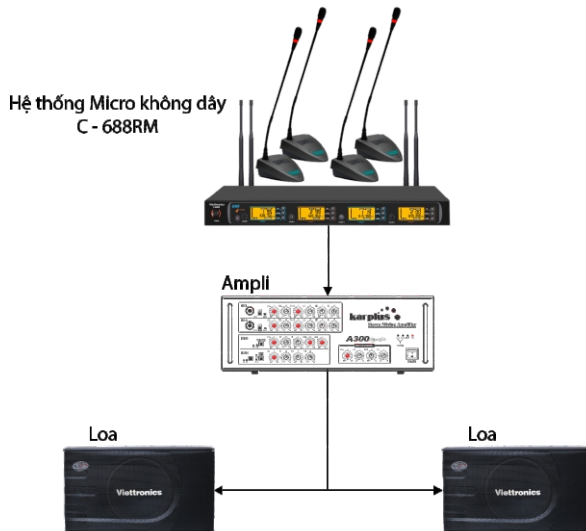 Hệ thống Micro không dây
C - 688RM
Ampli
karplus
A300
Loa
Loa
Viettronics
Viettronics